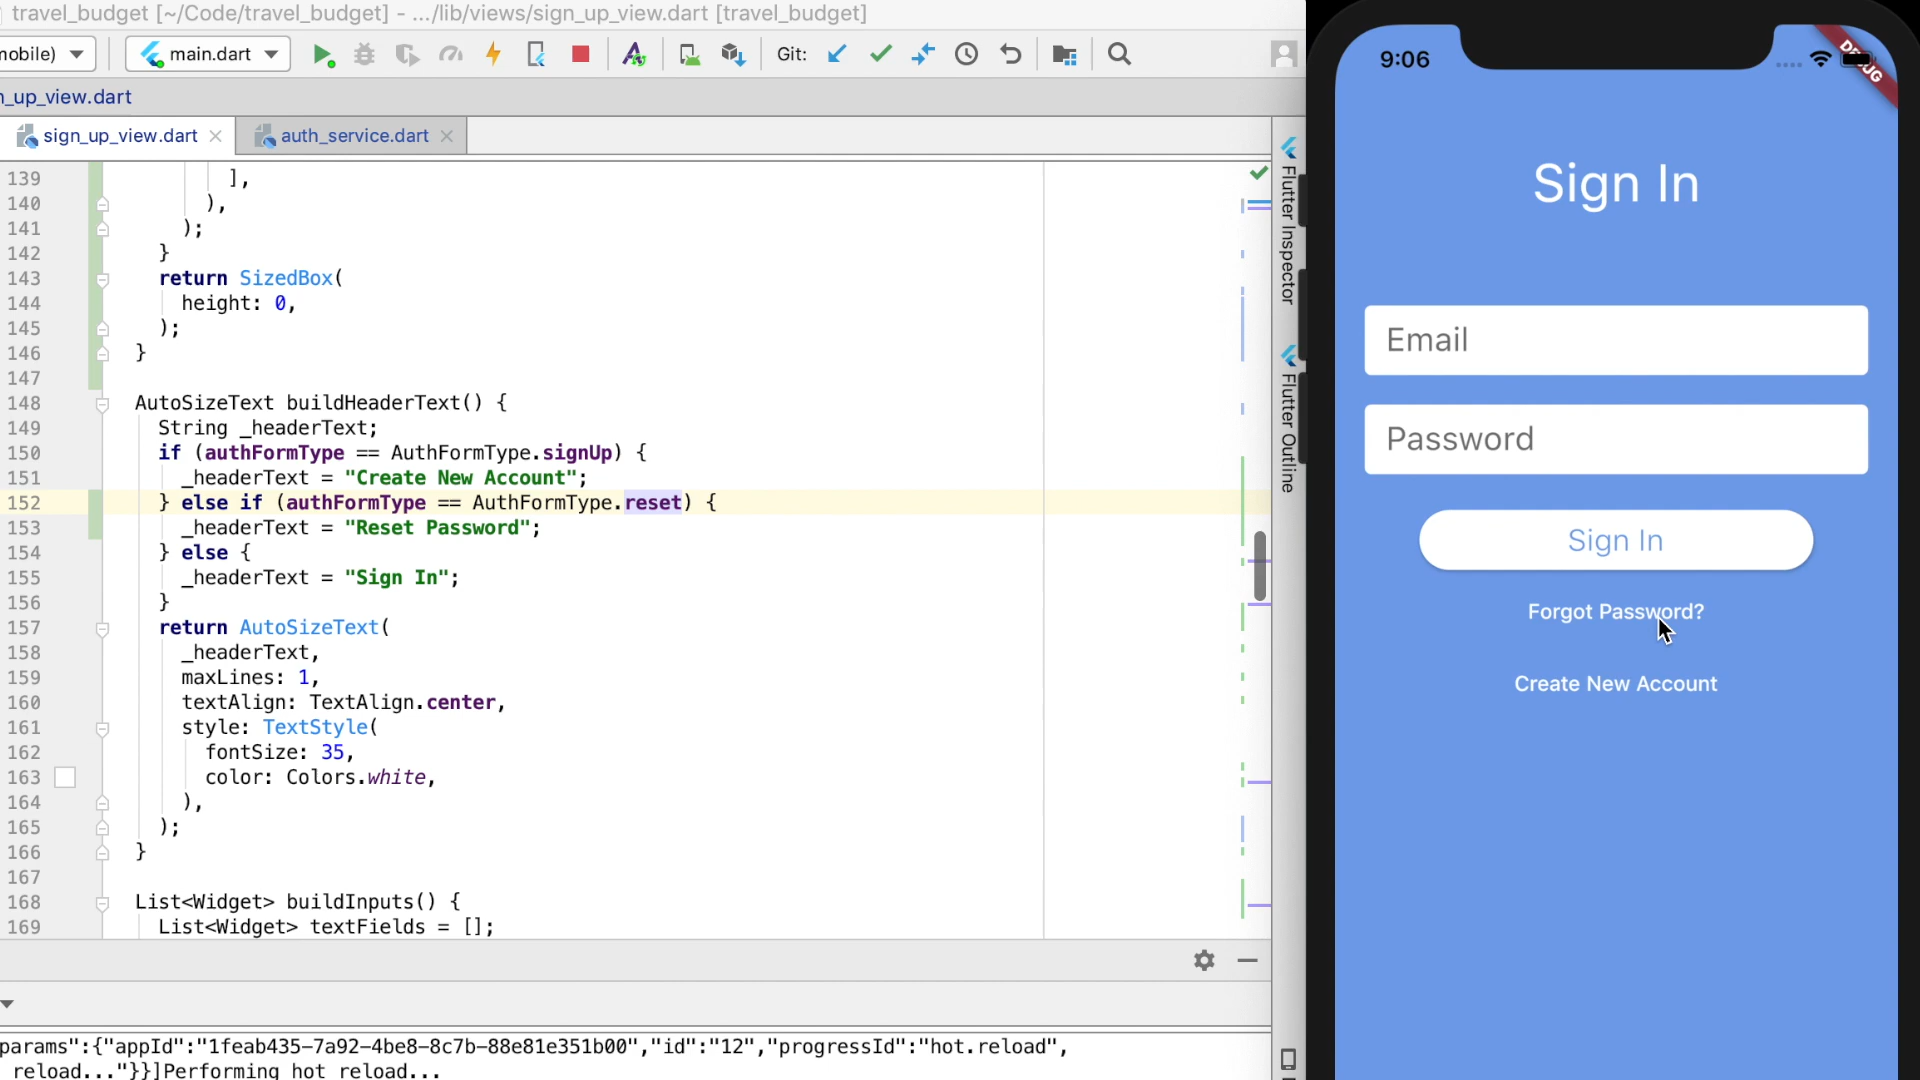 travel_budget [~/Code/travel_budget] - .../lib/views/sign_up_view.dart [travel_budget]
mobile)
main.dart
Git:
n_up_view.dart
sign_up_view.dart
auth_service.dart
139 ],
140 ),
141 );
142 }
143 return SizedBox(
144 height: 0,
145 );
146 }
147
148 AutoSizeText buildHeaderText() {
149 String _headerText;
150 if (authFormType == AuthFormType.signUp) {
151 _headerText = "Create New Account";
152 } else if (authFormType == AuthFormType.reset) {
153 _headerText = "Reset Password";
154 } else {
155 _headerText = "Sign In";
156 }
157 return AutoSizeText(
158 _headerText,
159 maxLines: 1,
160 textAlign: TextAlign.center,
161 style: TextStyle(
162 fontSize: 35,
163 color: Colors.white,
164 ),
165 );
166 }
167
168 List<Widget> buildInputs() {
169 List<Widget> textFields = [];
params":{"appId":"1feab435-7a92-4be8-8c7b-88e81e351b00","id":"12","progressId":"hot.reload",
reload..."}}]Performing hot reload...
Flutter Inspector
Flutter Outline
9:06
DEBUG
Sign In
Email
Password
Sign In
Forgot Password?
Create New Account